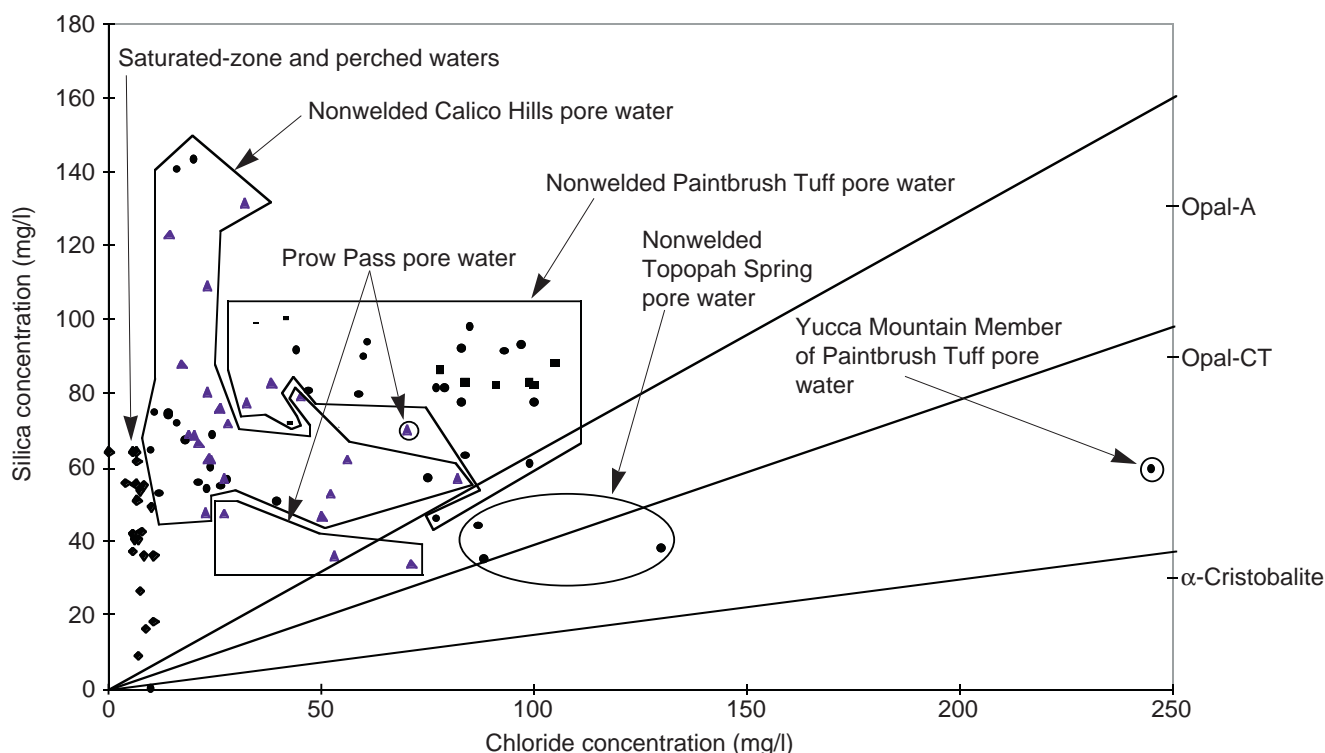 180
160
140
120
100
80
60
40
20
0
Silica concentration (mg/l)
Saturated-zone and perched waters
Nonwelded Calico Hills pore water
Nonwelded Paintbrush Tuff pore water
Prow Pass pore water
Nonwelded
Topopah Spring
pore water
Yucca Mountain Member
of Paintbrush Tuff pore
water
Opal-A
Opal-CT
α-Cristobalite
0
50
100
150
200
250
Chloride concentration (mg/l)